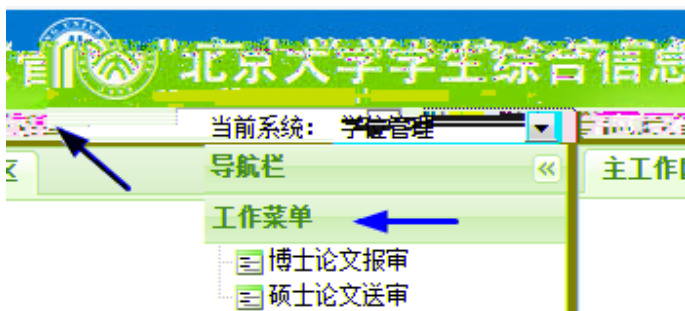 北京大学学生综合信息
当前系统： 学位管理
导航栏
主工作
工作菜单
博士论文报审
硕士论文送审